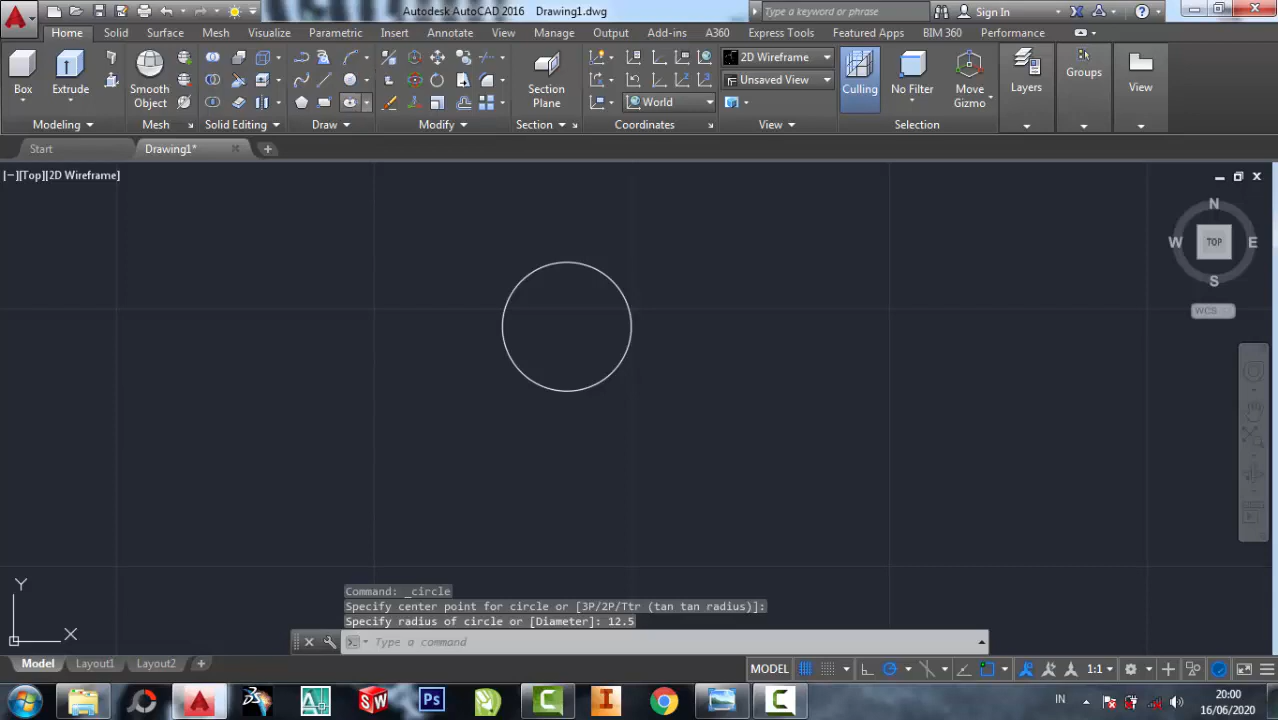 Autodesk AutoCAD 2016 Drawing1.dwg
Type a keyword or phrase
Sign In
Home Solid Surface Mesh Visualize Parametric Insert Annotate View Manage Output Add-ins A360 Express Tools Featured Apps BIM 360 Performance
Box
Extrude
Smooth
Object
Section
Plane
2D Wireframe
Unsaved View
World
Culling
No Filter
Move
Gizmo
Layers
Groups
View
Modeling Mesh Solid Editing Draw Modify Section Coordinates View Selection
Start Drawing1*
[−][Top][2D Wireframe]
N
W TOP E
S
WCS
Y
X
Command: _circle
Specify center point for circle or [3P/2P/Ttr (tan tan radius)]:
Specify radius of circle or [Diameter]: 12.5
Type a command
Model Layout1 Layout2
MODEL 1:1
SW Ps
IN
20:00
16/06/2020